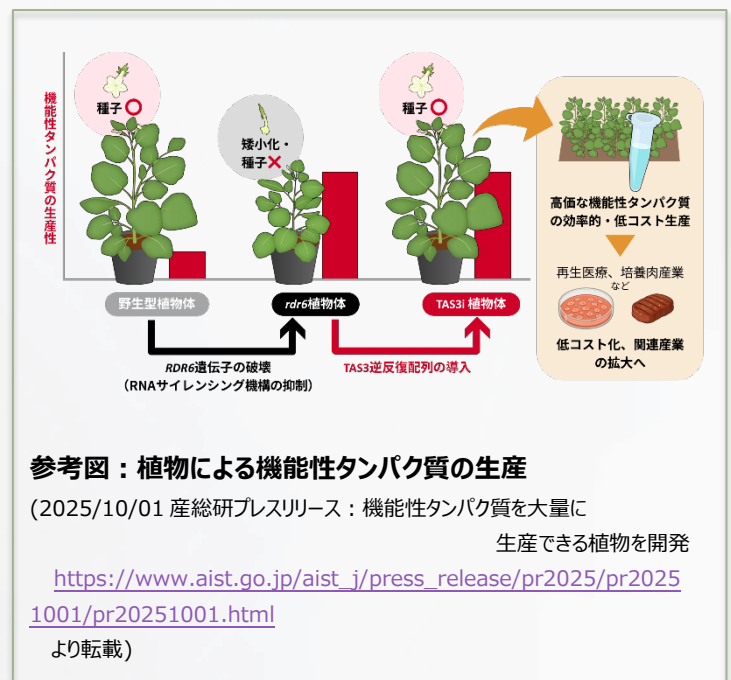 機能性タンパク質の生産性
種子○
矮小化・
種子×
種子○
野生型植物体
rdr6植物体
TAS3i 植物体
RDR6遺伝子の破壊
(RNAサイレンシング機構の抑制)
TAS3逆反復配列の導入
高価な機能性タンパク質
の効率的・低コスト生産
再生医療、培養肉産業
など
低コスト化、関連産業
の拡大へ
参考図:植物による機能性タンパク質の生産
(2025/10/01 産総研プレスリリース:機能性タンパク質を大量に
生産できる植物を開発
https://www.aist.go.jp/aist_j/press_release/pr2025/pr2025
1001/pr20251001.html
より転載)